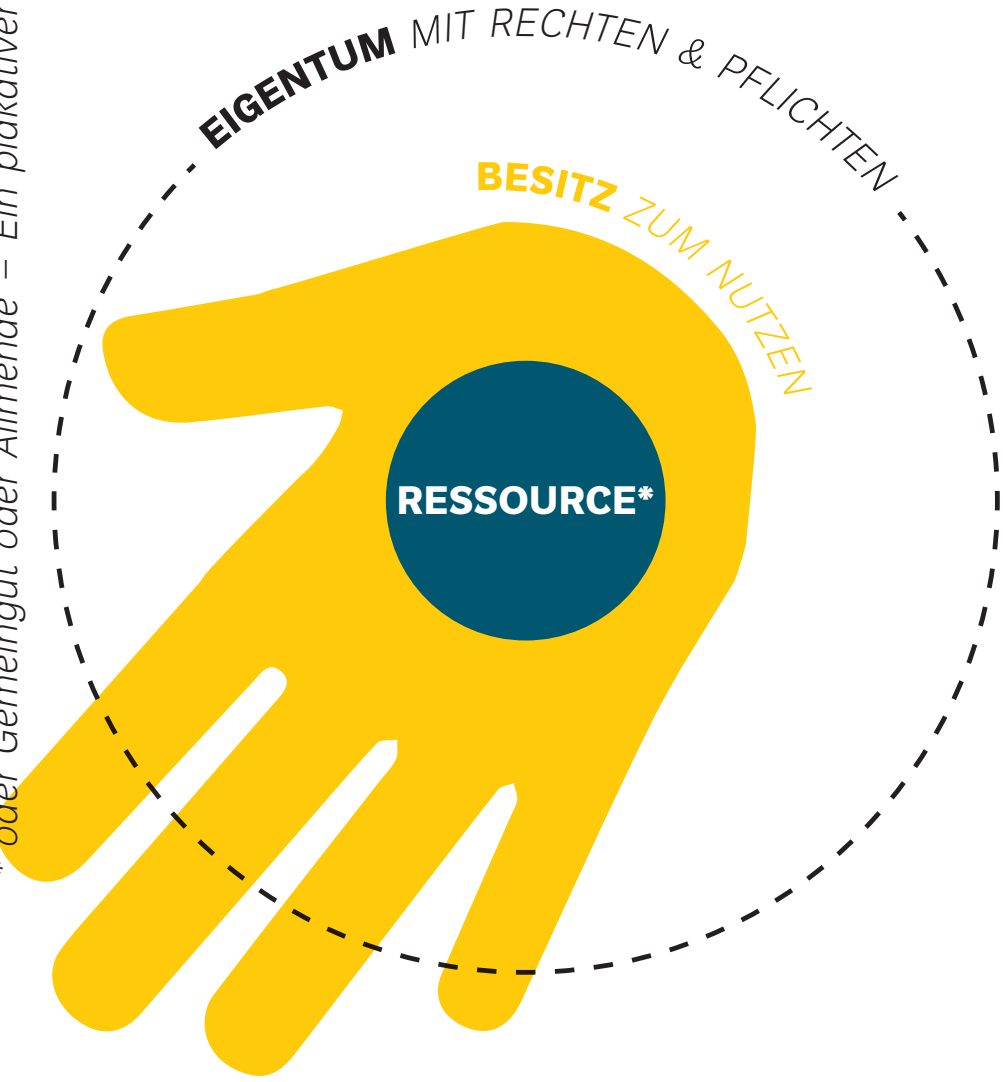 EIGENTUM MIT RECHTEN & PFLICHTEN
BESITZ ZUM NUTZEN
RESSOURCE*
* oder Gemeingut oder Allmende – Ein plakativer